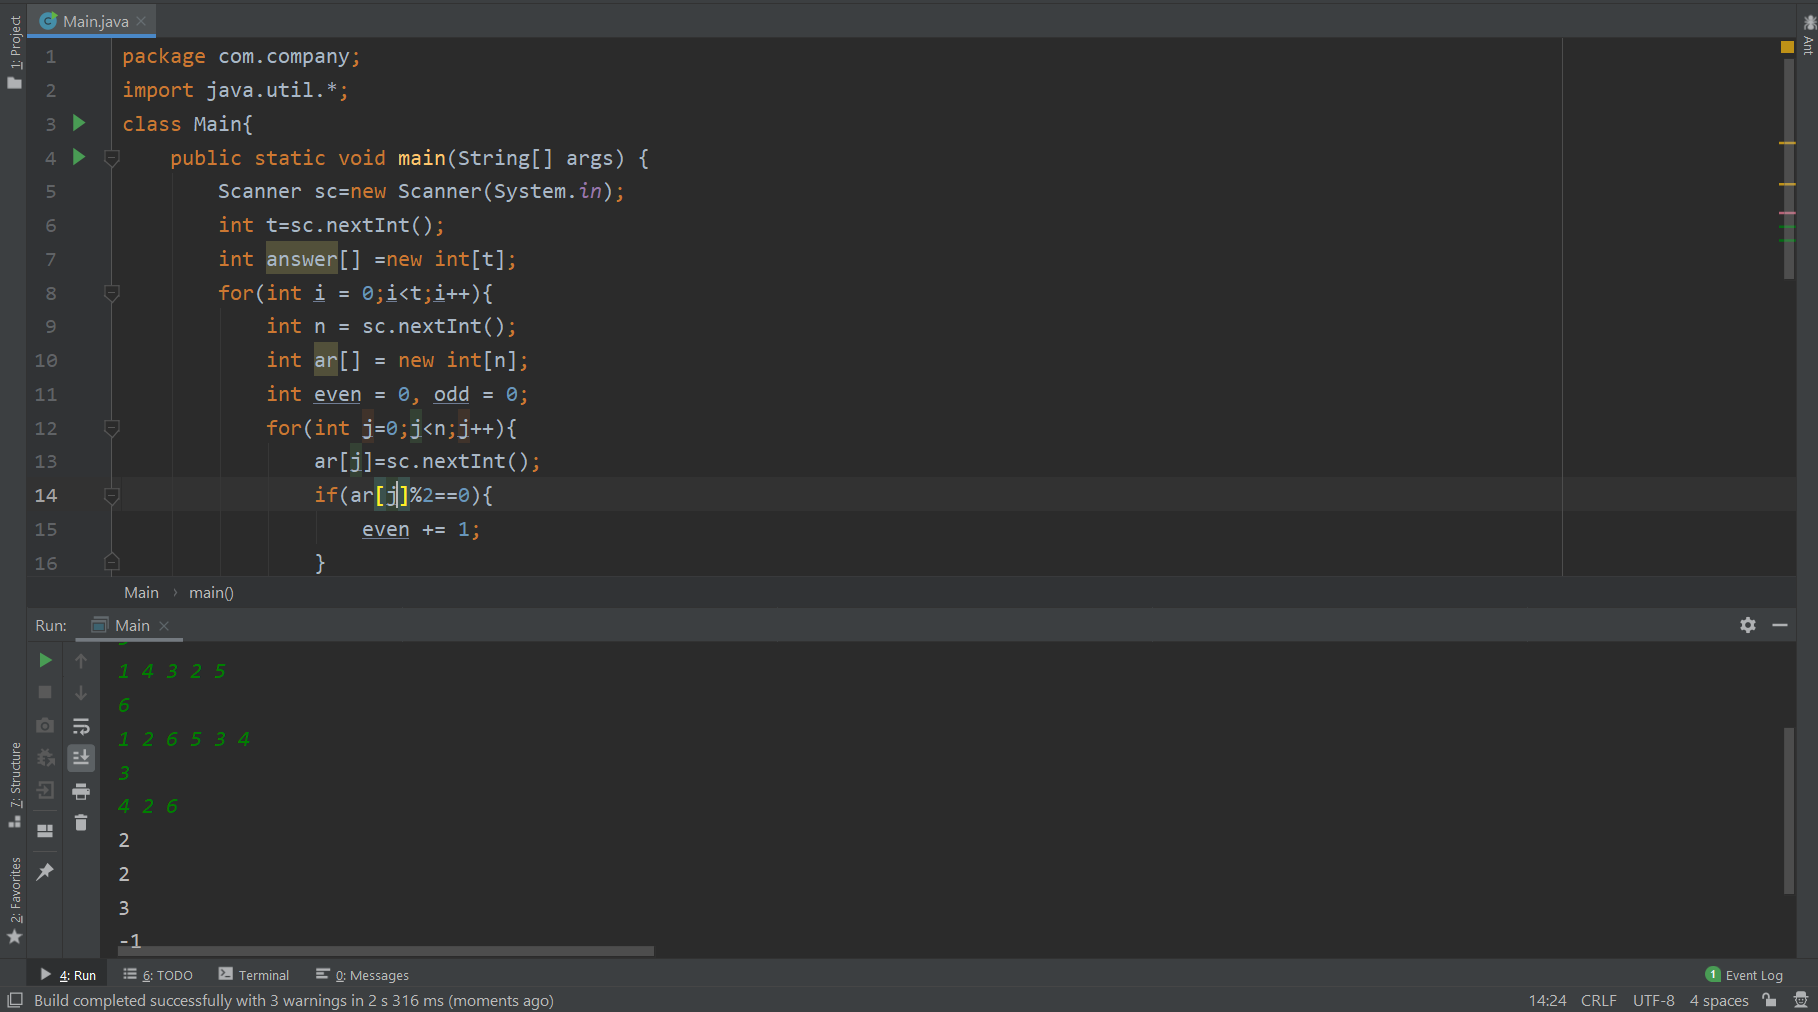 Main.java
1: Project
Ant
1 package com.company;
2 import java.util.*;
3 class Main{
4 public static void main(String[] args) {
5 Scanner sc=new Scanner(System.in);
6 int t=sc.nextInt();
7 int answer[] =new int[t];
8 for(int i = 0;i<t;i++){
9 int n = sc.nextInt();
10 int ar[] = new int[n];
11 int even = 0, odd = 0;
12 for(int j=0;j<n;j++){
13 ar[j]=sc.nextInt();
14 if(ar[j]%2==0){
15 even += 1;
16 }
Main › main()
Run: Main
1 4 3 2 5
6
1 2 6 5 3 4
3
4 2 6
2
2
3
-1
7: Structure
2: Favorites
4: Run 6: TODO Terminal 0: Messages 1 Event Log
Build completed successfully with 3 warnings in 2 s 316 ms (moments ago) 14:24 CRLF UTF-8 4 spaces